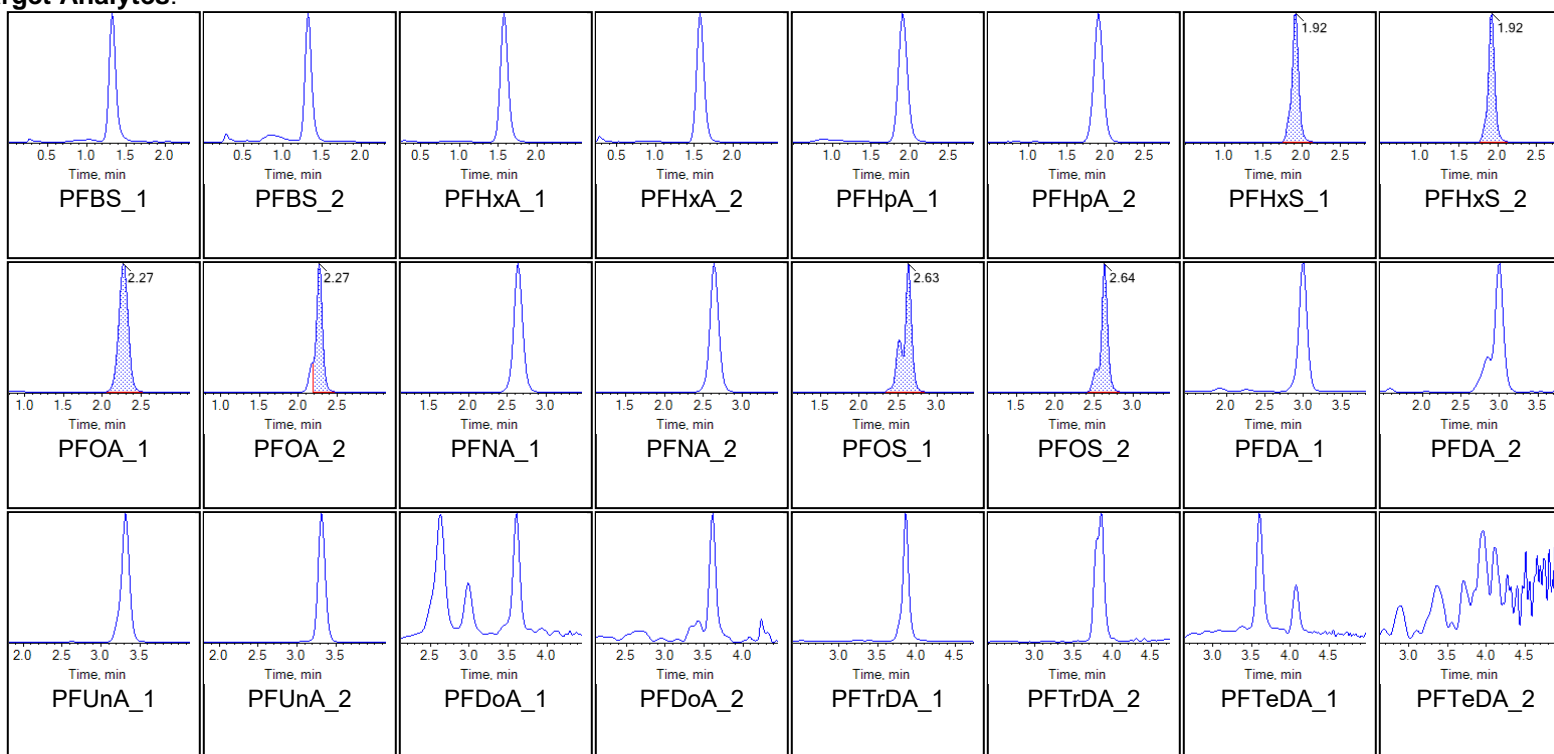 rget Analytes:
1.92 1.92
0.5 1.0 1.5 2.0 0.5 1.0 1.5 2.0 0.5 1.0 1.5 2.0 0.5 1.0 1.5 2.0 1.0 1.5 2.0 2.5 1.0 1.5 2.0 2.5 1.0 1.5 2.0 2.5 1.0 1.5 2.0 2.5
Time, min Time, min Time, min Time, min Time, min Time, min Time, min Time, min
PFBS_1 PFBS_2 PFHxA_1 PFHxA_2 PFHpA_1 PFHpA_2 PFHxS_1 PFHxS_2
2.27 2.27 2.63 2.64
1.0 1.5 2.0 2.5 1.0 1.5 2.0 2.5 1.5 2.0 2.5 3.0 1.5 2.0 2.5 3.0 1.5 2.0 2.5 3.0 1.5 2.0 2.5 3.0 2.0 2.5 3.0 3.5 2.0 2.5 3.0 3.5
Time, min Time, min Time, min Time, min Time, min Time, min Time, min Time, min
PFOA_1 PFOA_2 PFNA_1 PFNA_2 PFOS_1 PFOS_2 PFDA_1 PFDA_2
2.0 2.5 3.0 3.5 2.0 2.5 3.0 3.5 2.5 3.0 3.5 4.0 2.5 3.0 3.5 4.0 3.0 3.5 4.0 4.5 3.0 3.5 4.0 4.5 3.0 3.5 4.0 4.5 3.0 3.5 4.0 4.5
Time, min Time, min Time, min Time, min Time, min Time, min Time, min Time, min
PFUnA_1 PFUnA_2 PFDoA_1 PFDoA_2 PFTrDA_1 PFTrDA_2 PFTeDA_1 PFTeDA_2